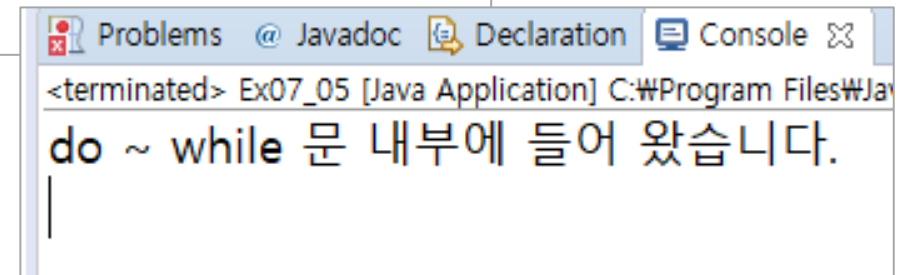 Problems @ Javadoc Declaration Console
<terminated> Ex07_05 [Java Application] C:₩Program Files₩Ja
do ~ while 문 내부에 들어 왔습니다.